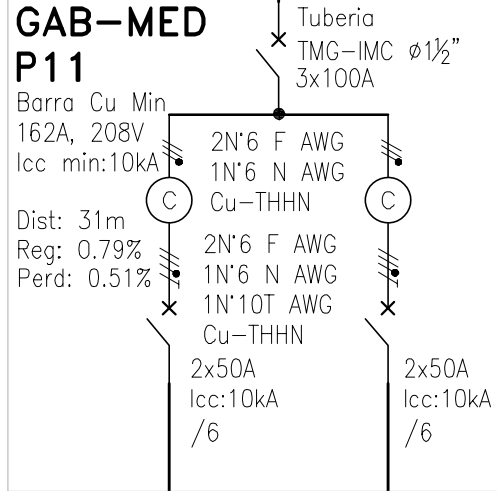 GAB-MED
P11
Barra Cu Min
162A, 208V
Icc min:10kA
Dist: 31m
Reg: 0.79%
Perd: 0.51%
Tuberia
TMG-IMC ø1½"
3x100A
2N°6 F AWG
1N°6 N AWG
Cu-THHN
C
C
2N°6 F AWG
1N°6 N AWG
1N°10T AWG
Cu-THHN
2x50A
Icc:10kA
/6
2x50A
Icc:10kA
/6